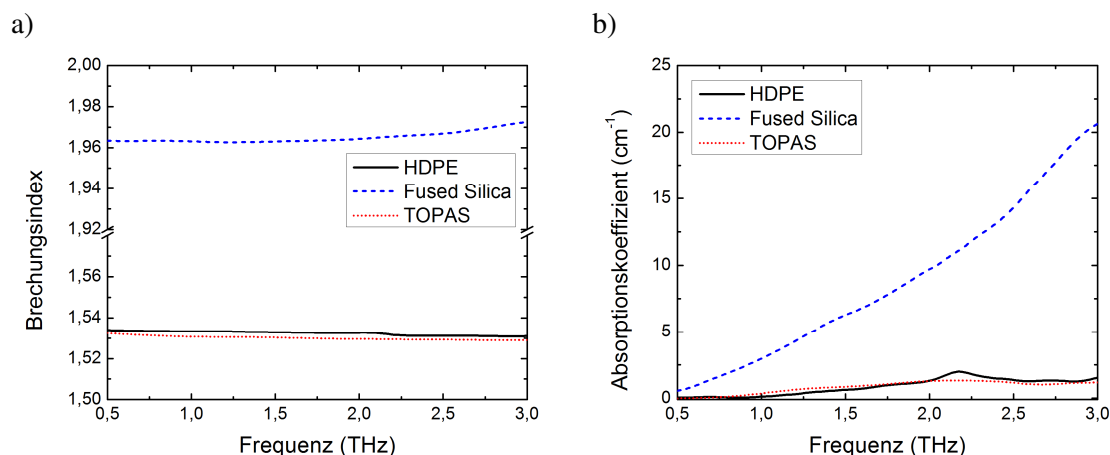 a)
2,00
1,98
1,96
1,94
1,92
1,56
1,54
1,52
1,50
0,5 1,0 1,5 2,0 2,5 3,0
Brechungsindex
Frequenz (THz)
HDPE
Fused Silica
TOPAS
b)
25
20
15
10
5
0
0,5 1,0 1,5 2,0 2,5 3,0
Absorptionskoeffizient (cm⁻¹)
Frequenz (THz)
HDPE
Fused Silica
TOPAS